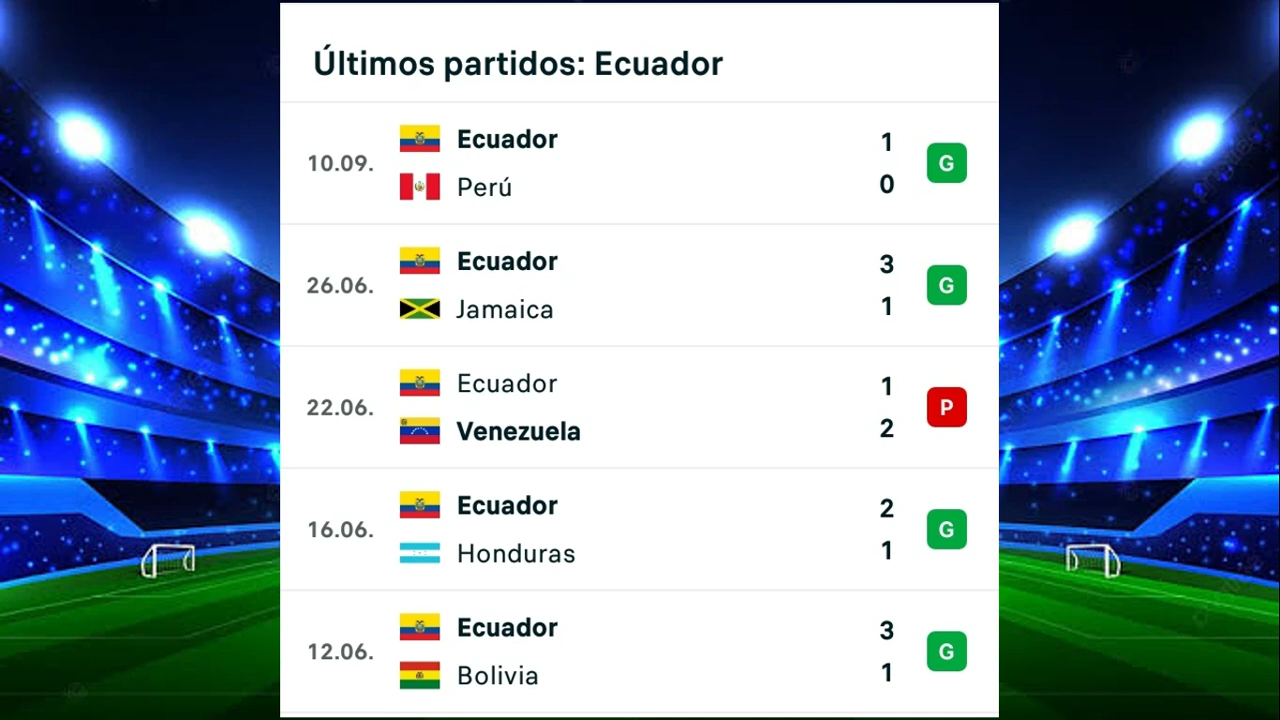 Últimos partidos: Ecuador
10.09.
Ecuador 1
Perú 0
G
26.06.
Ecuador 3
Jamaica 1
G
22.06.
Ecuador 1
Venezuela 2
P
16.06.
Ecuador 2
Honduras 1
G
12.06.
Ecuador 3
Bolivia 1
G